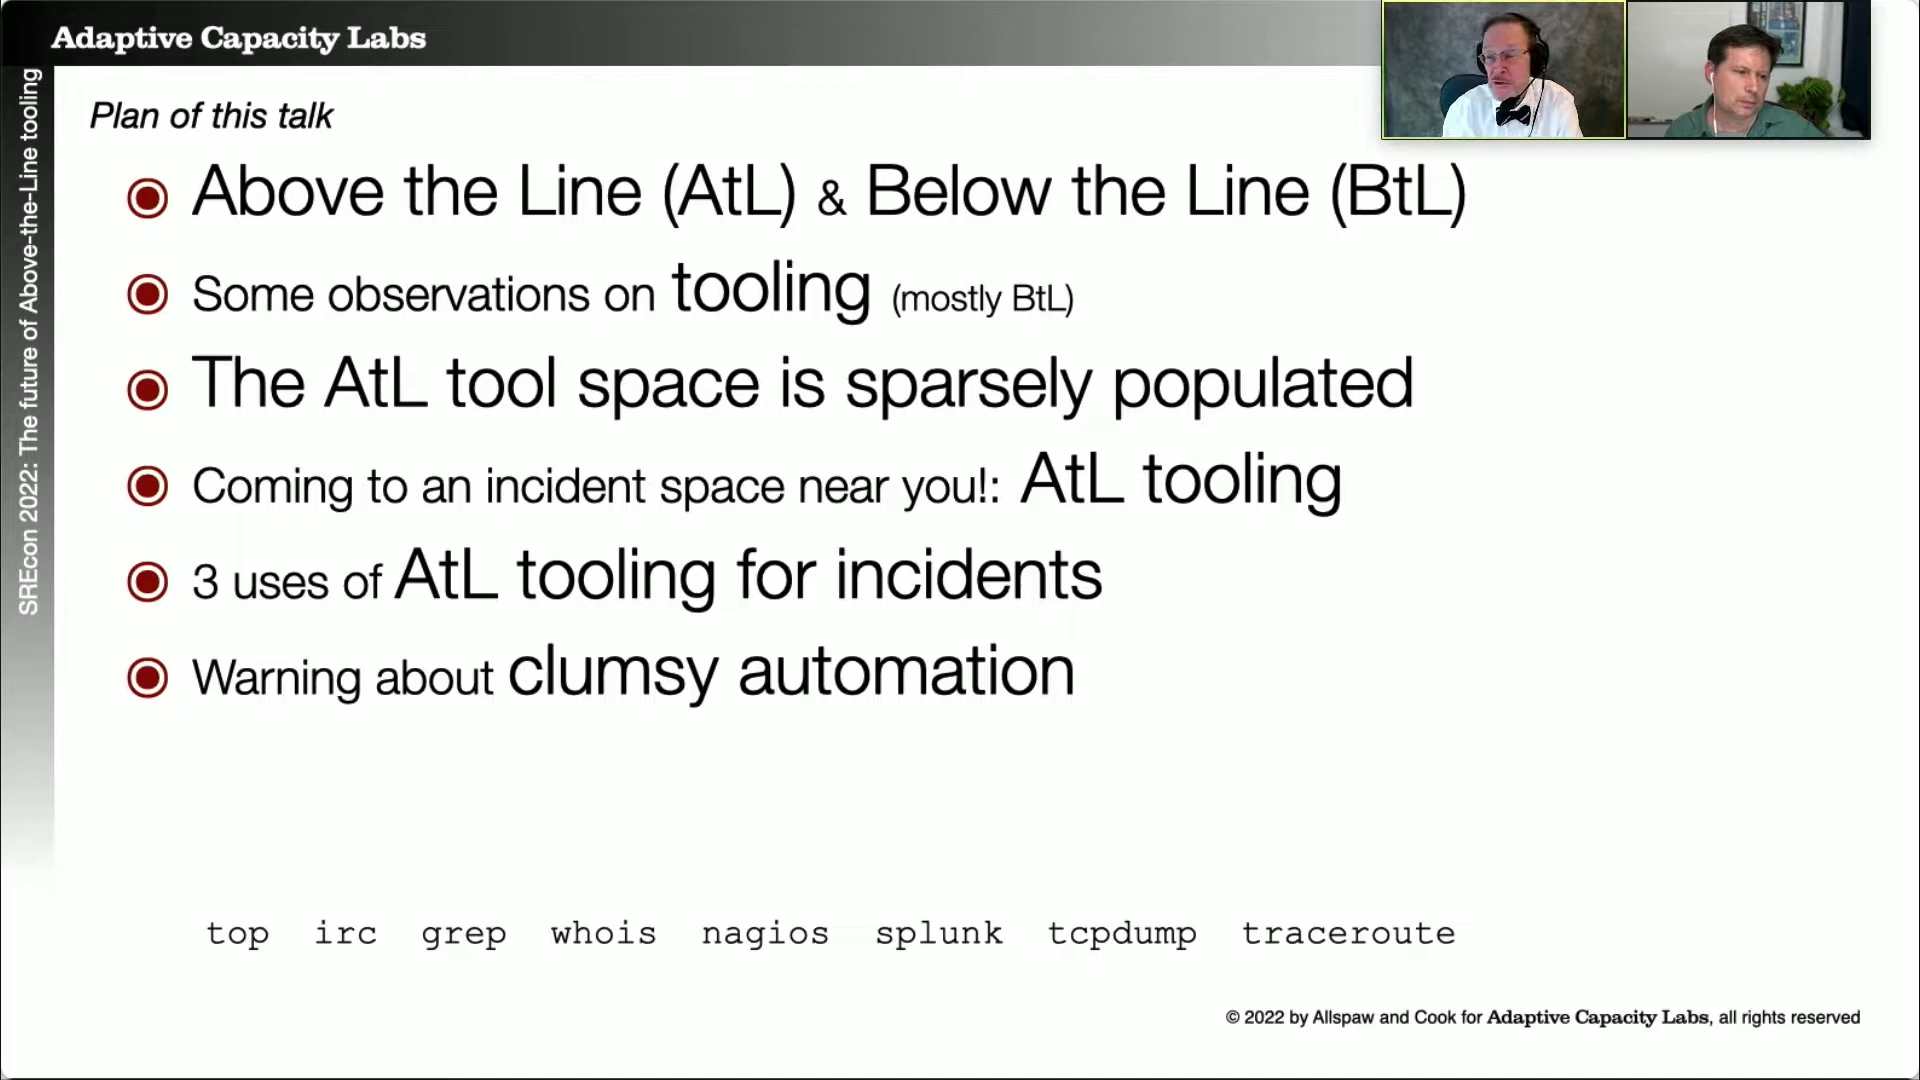 Adaptive Capacity Labs
SREcon 2022: The future of Above-the-Line tooling
Plan of this talk
Above the Line (AtL) & Below the Line (BtL)
Some observations on tooling (mostly BtL)
The AtL tool space is sparsely populated
Coming to an incident space near you!: AtL tooling
3 uses of AtL tooling for incidents
Warning about clumsy automation
top irc grep whois nagios splunk tcpdump traceroute
© 2022 by Allspaw and Cook for Adaptive Capacity Labs, all rights reserved